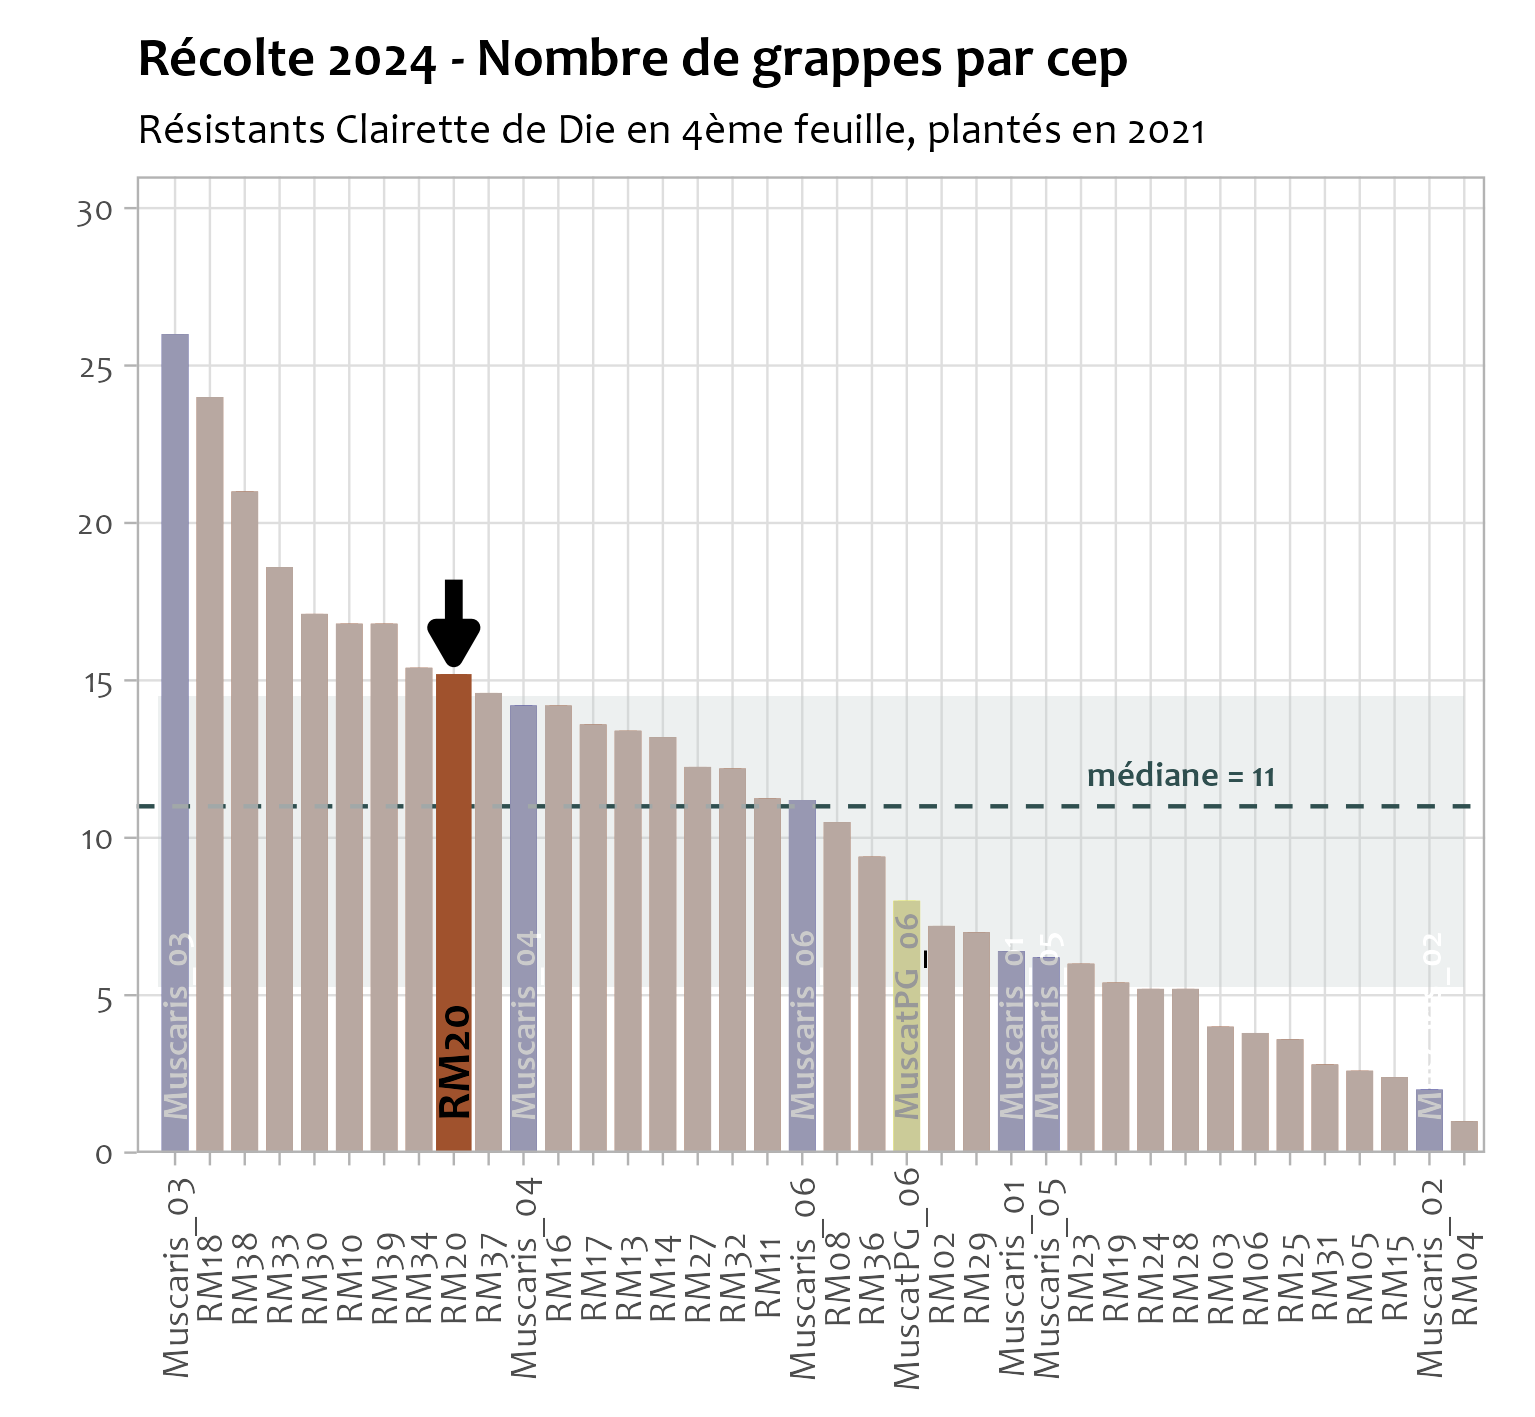 Récolte 2024 - Nombre de grappes par cep
Résistants Clairette de Die en 4ème feuille, plantés en 2021
30
25
20
15
10
5
0
médiane = 11
Muscaris_03
RM20
Muscaris_04
Muscaris_06
MuscatPG_06
Muscaris_01
Muscaris_05
Muscaris_02
Muscaris_03
RM18
RM38
RM33
RM30
RM10
RM39
RM34
RM20
RM37
Muscaris_04
RM16
RM17
RM13
RM14
RM27
RM32
RM11
Muscaris_06
RM08
RM36
MuscatPG_06
RM02
RM29
Muscaris_01
Muscaris_05
RM23
RM19
RM24
RM28
RM03
RM06
RM25
RM31
RM05
RM15
Muscaris_02
RM04